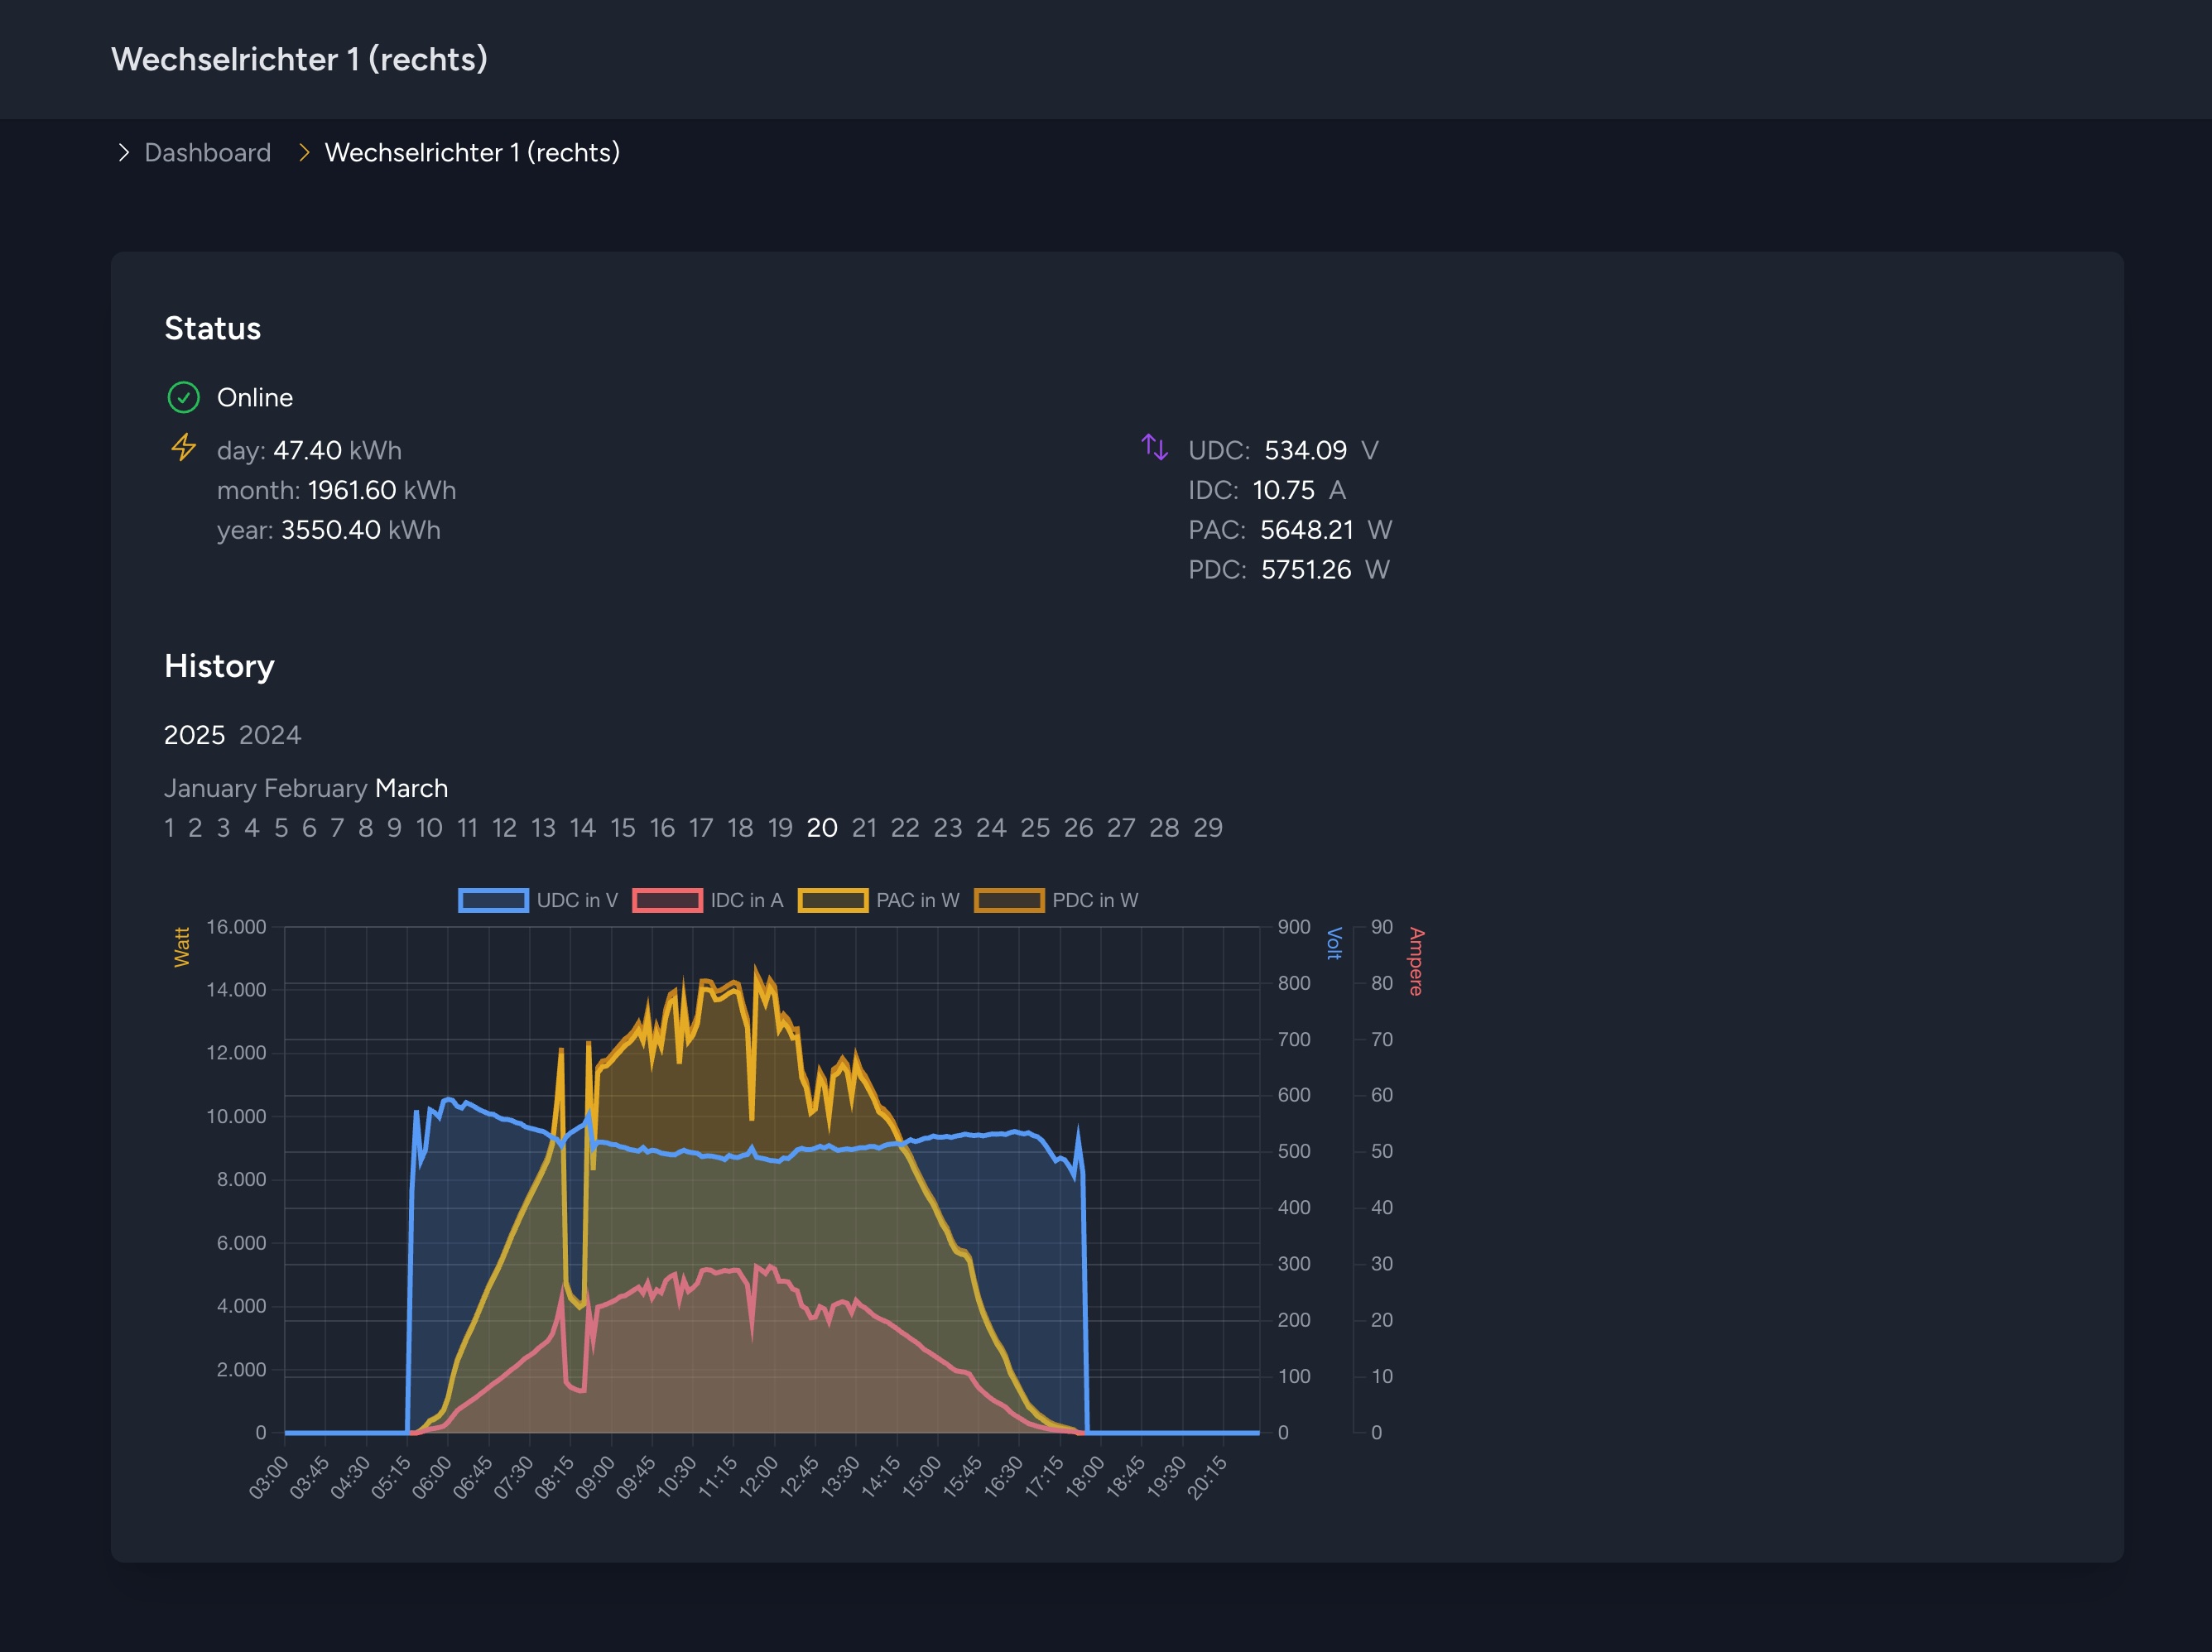 Wechselrichter 1 (rechts)
Dashboard Wechselrichter 1 (rechts)
Status
Online
day: 47.40 kWh
month: 1961.60 kWh
year: 3550.40 kWh
UDC: 534.09 V
IDC: 10.75 A
PAC: 5648.21 W
PDC: 5751.26 W
History
2025 2024
January February March
1 2 3 4 5 6 7 8 9 10 11 12 13 14 15 16 17 18 19 20 21 22 23 24 25 26 27 28 29
UDC in V IDC in A PAC in W PDC in W
Watt
16.000
14.000
12.000
10.000
8.000
6.000
4.000
2.000
0
900
800
700
600
500
400
300
200
100
0
Volt
90
80
70
60
50
40
30
20
10
0
Ampere
03:00 03:45 04:30 05:15 06:00 06:45 07:30 08:15 09:00 09:45 10:30 11:15 12:00 12:45 13:30 14:15 15:00 15:45 16:30 17:15 18:00 18:45 19:30 20:15